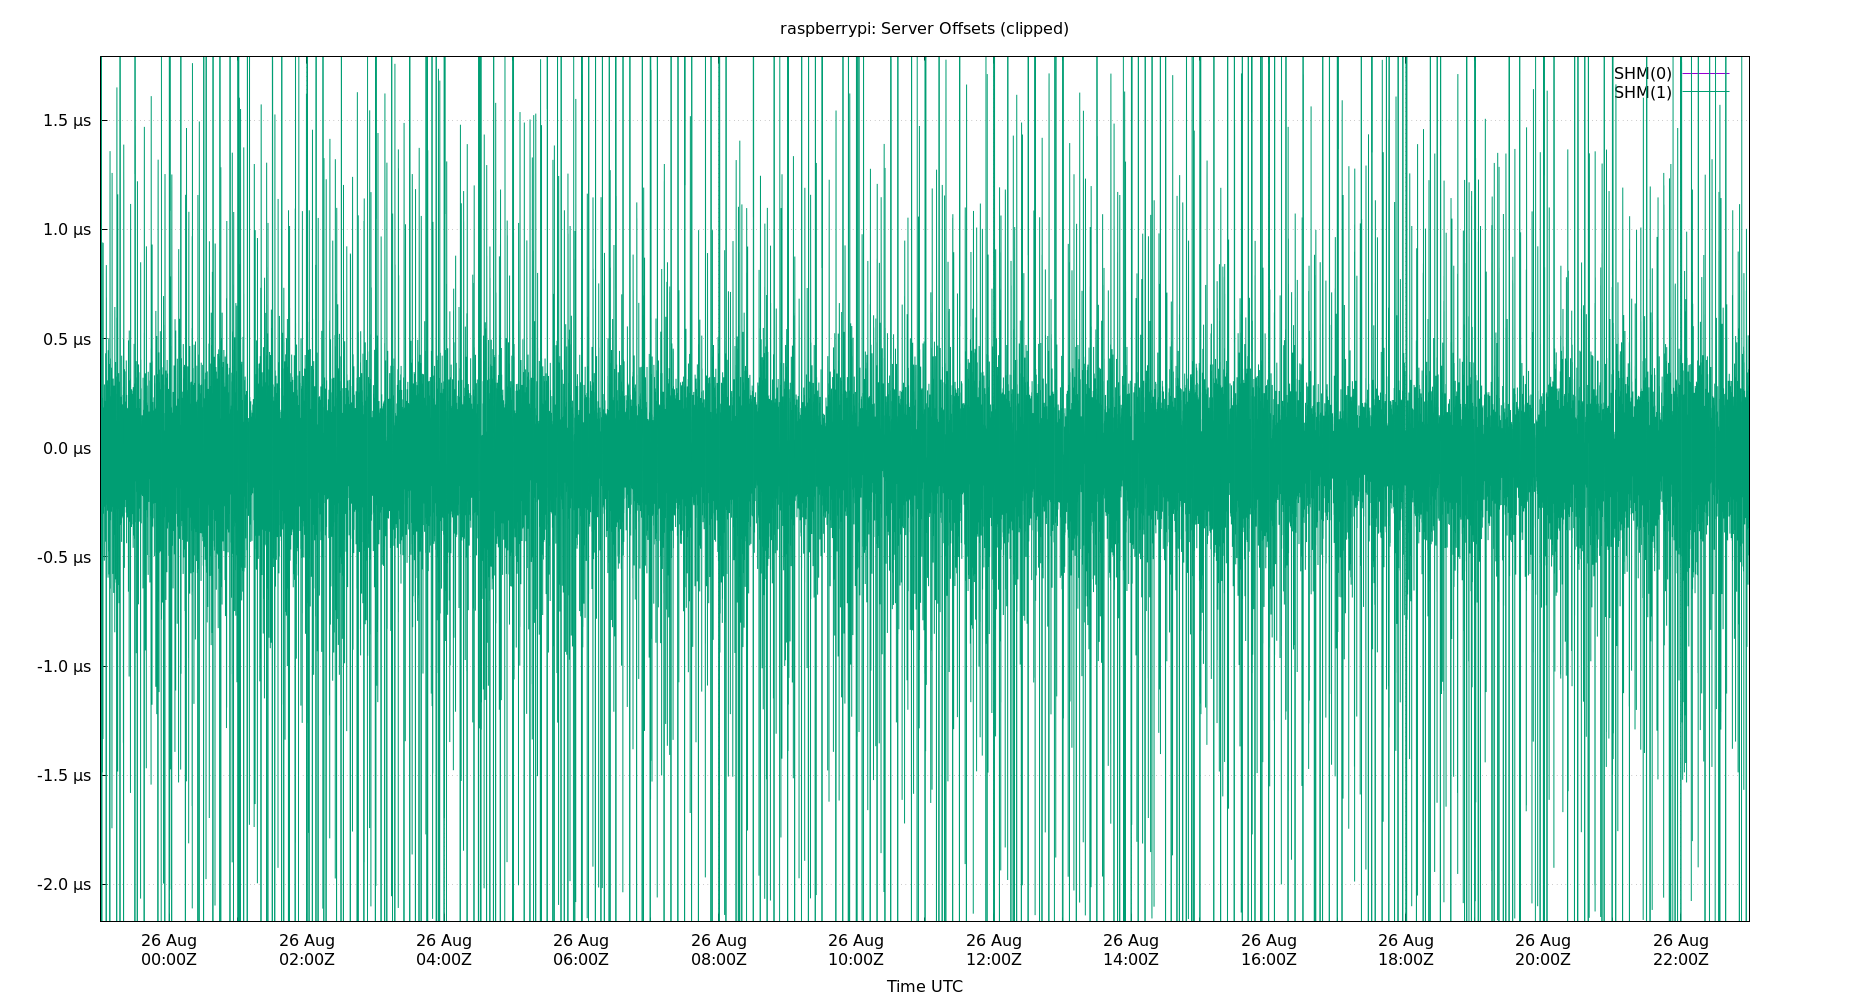 raspberrypi: Server Offsets (clipped)
SHM(0)
SHM(1)
1.5 µs
1.0 µs
0.5 µs
0.0 µs
-0.5 µs
-1.0 µs
-1.5 µs
-2.0 µs
26 Aug 26 Aug 26 Aug 26 Aug 26 Aug 26 Aug 26 Aug 26 Aug 26 Aug 26 Aug 26 Aug 26 Aug
00:00Z 02:00Z 04:00Z 06:00Z 08:00Z 10:00Z 12:00Z 14:00Z 16:00Z 18:00Z 20:00Z 22:00Z
Time UTC